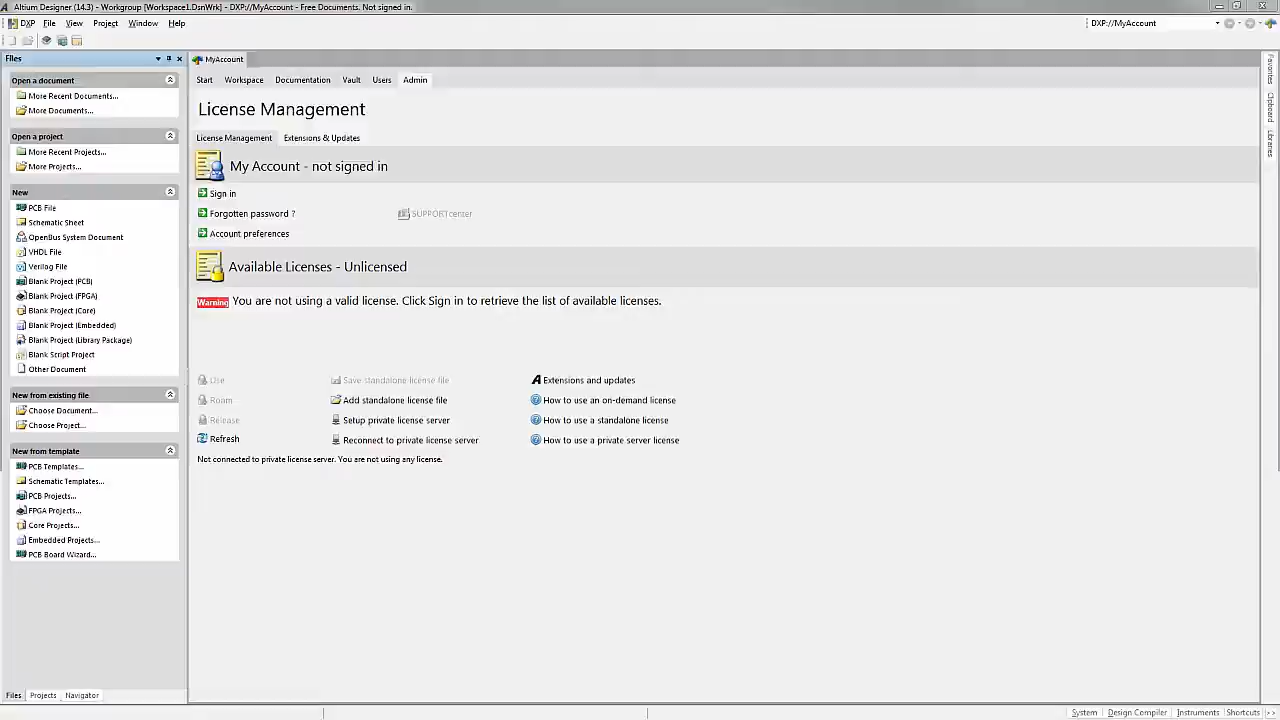 Altium Designer (14.3) - Workgroup [Workspace1.DsnWrk] - DXP://MyAccount - Free Documents. Not signed in.
DXP File View Project Window Help
DXP://MyAccount
Files
MyAccount
Open a document
More Recent Documents...
More Documents...
Open a project
More Recent Projects...
More Projects...
New
PCB File
Schematic Sheet
OpenBus System Document
VHDL File
Verilog File
Blank Project (PCB)
Blank Project (FPGA)
Blank Project (Core)
Blank Project (Embedded)
Blank Project (Library Package)
Blank Script Project
Other Document
New from existing file
Choose Document...
Choose Project...
New from template
PCB Templates...
Schematic Templates...
PCB Projects...
FPGA Projects...
Core Projects...
Embedded Projects...
PCB Board Wizard...
Files Projects Navigator
Start Workspace Documentation Vault Users Admin
License Management
License Management Extensions & Updates
My Account - not signed in
Sign in
Forgotten password ? SUPPORTcenter
Account preferences
Available Licenses - Unlicensed
Warning You are not using a valid license. Click Sign in to retrieve the list of available licenses.
Use Save standalone license file Extensions and updates
Roam Add standalone license file How to use an on-demand license
Release Setup private license server How to use a standalone license
Refresh Reconnect to private license server How to use a private server license
Not connected to private license server. You are not using any license.
Favorites
Clipboard
Libraries
System Design Compiler Instruments Shortcuts >>